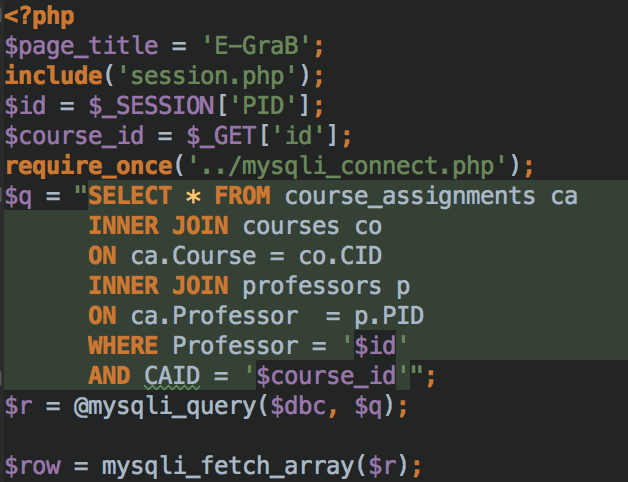 <?php
$page_title = 'E-GraB';
include('session.php');
$id = $_SESSION['PID'];
$course_id = $_GET['id'];
require_once('../mysqli_connect.php');
$q = "SELECT * FROM course_assignments ca
INNER JOIN courses co
ON ca.Course = co.CID
INNER JOIN professors p
ON ca.Professor  = p.PID
WHERE Professor = '$id'
AND CAID = '$course_id'";
$r = @mysqli_query($dbc, $q);
$row = mysqli_fetch_array($r);